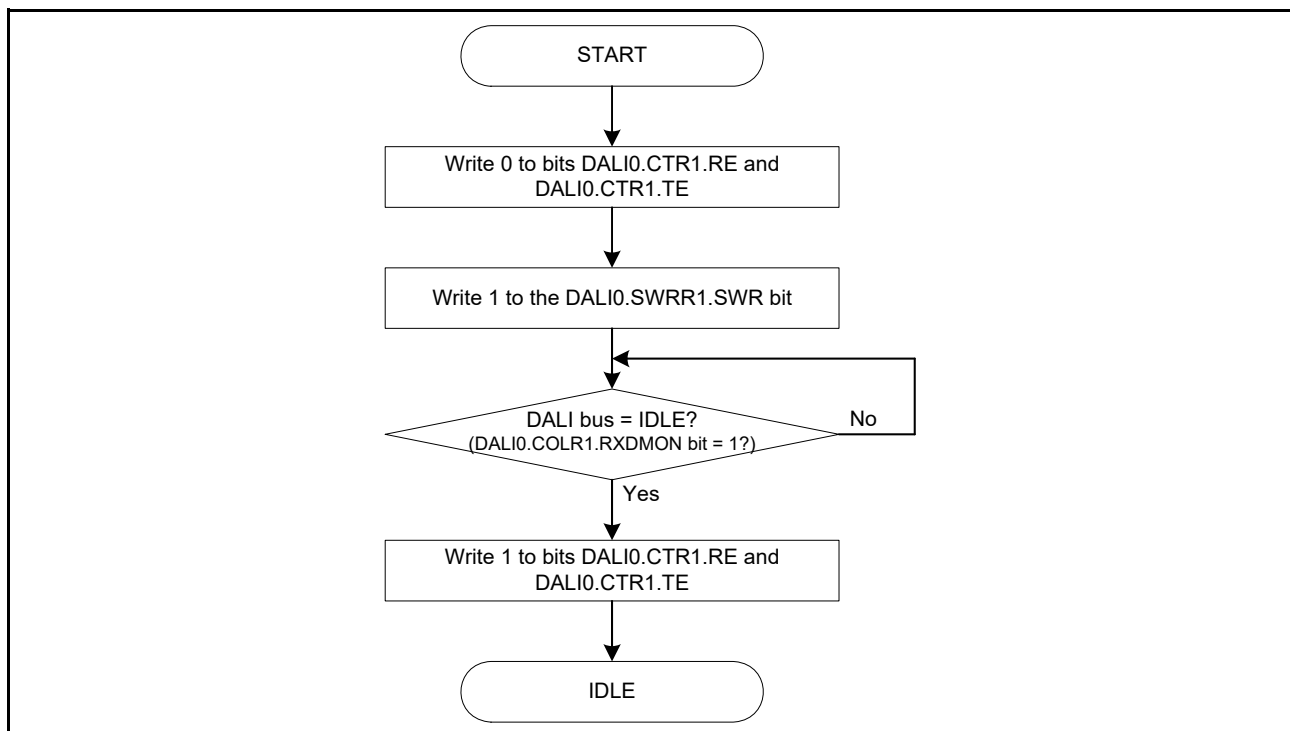 START
Write 0 to bits DALI0.CTR1.RE and
DALI0.CTR1.TE
Write 1 to the DALI0.SWRR1.SWR bit
DALI bus = IDLE?
(DALI0.COLR1.RXDMON bit = 1?)
No
Yes
Write 1 to bits DALI0.CTR1.RE and
DALI0.CTR1.TE
IDLE